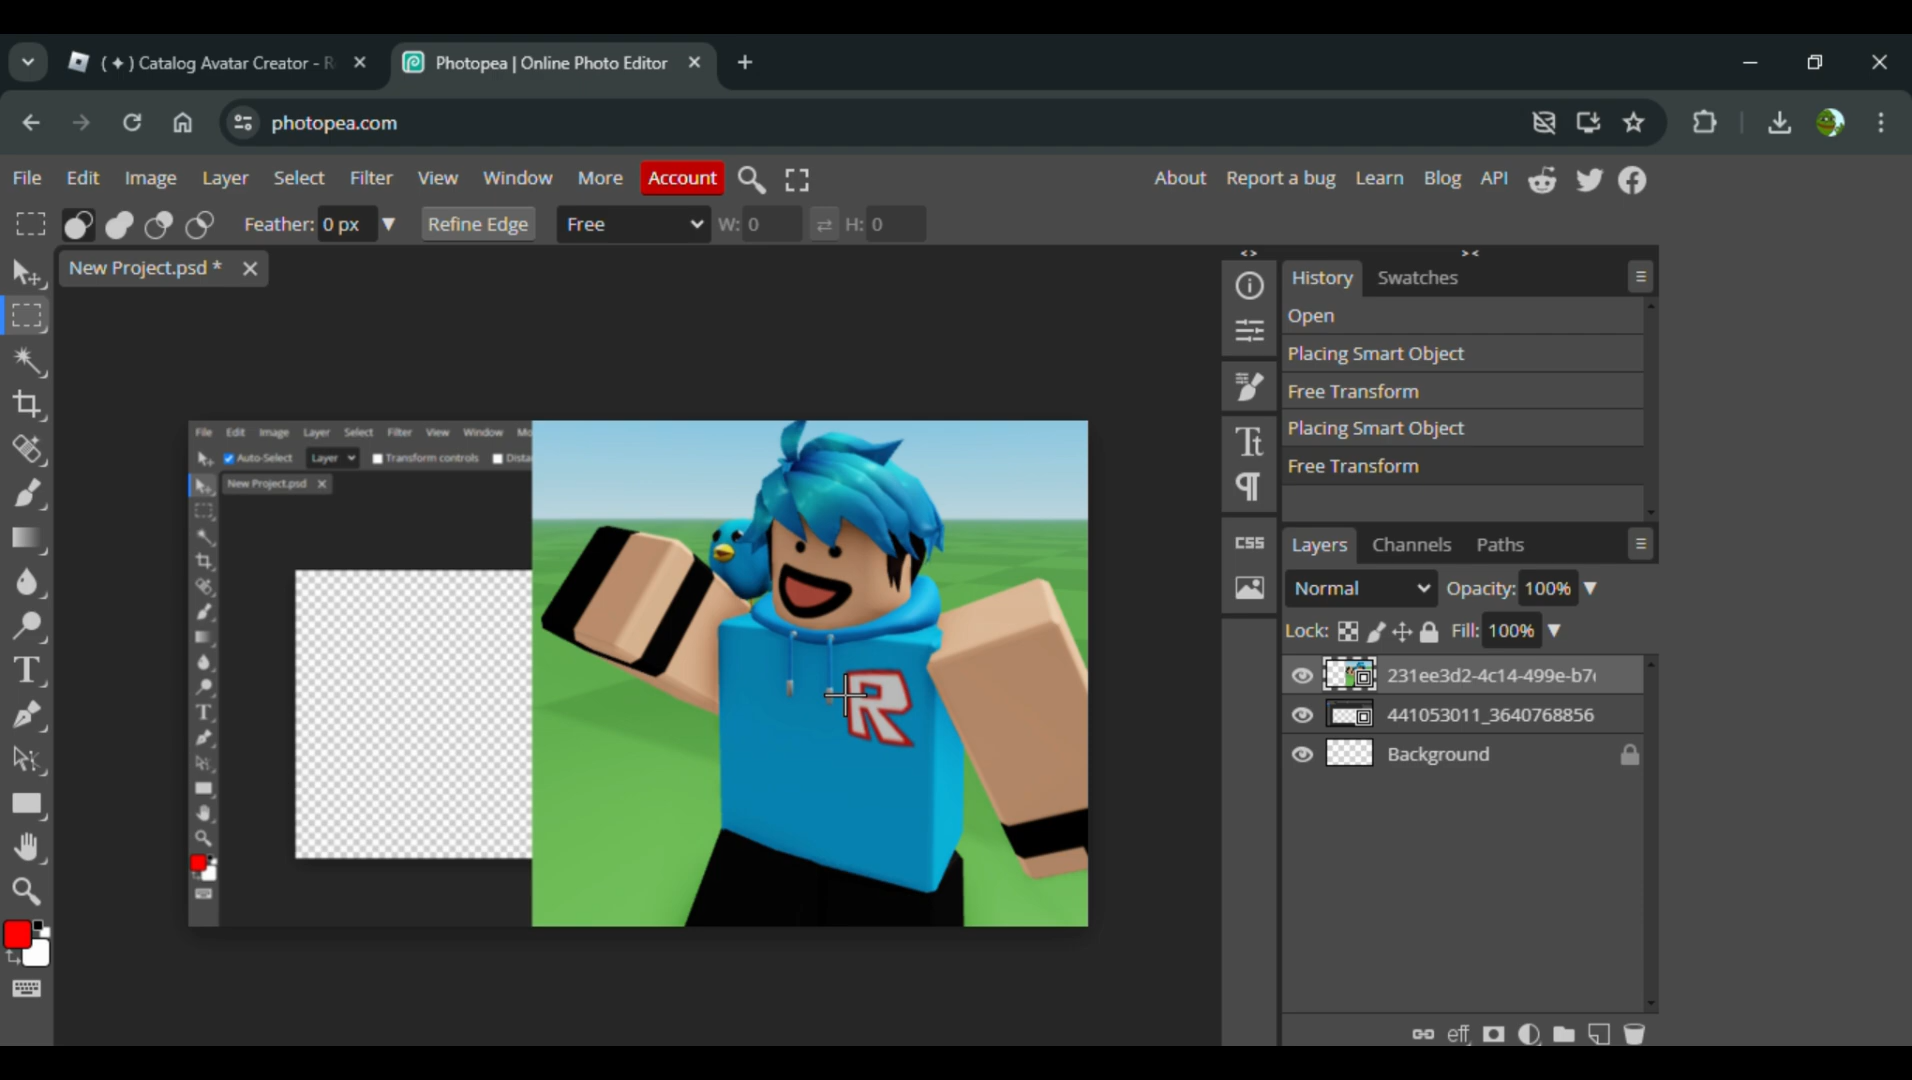 ( ✦ ) Catalog Avatar Creator - R
Photopea | Online Photo Editor
photopea.com
File Edit Image Layer Select Filter View Window More Account
About Report a bug Learn Blog API
Feather: 0 px Refine Edge Free W: 0 H: 0
New Project.psd *
History Swatches
Open
Placing Smart Object
Free Transform
Placing Smart Object
Free Transform
File Edit Image Layer Select Filter View Window Mo
Auto-Select Layer Transform controls Dista
New Project.psd
T
R
Tt
¶
CSS
Layers Channels Paths
Normal Opacity: 100%
Lock: Fill: 100%
231ee3d2-4c14-499e-b7
441053011_3640768856
Background
T
eff